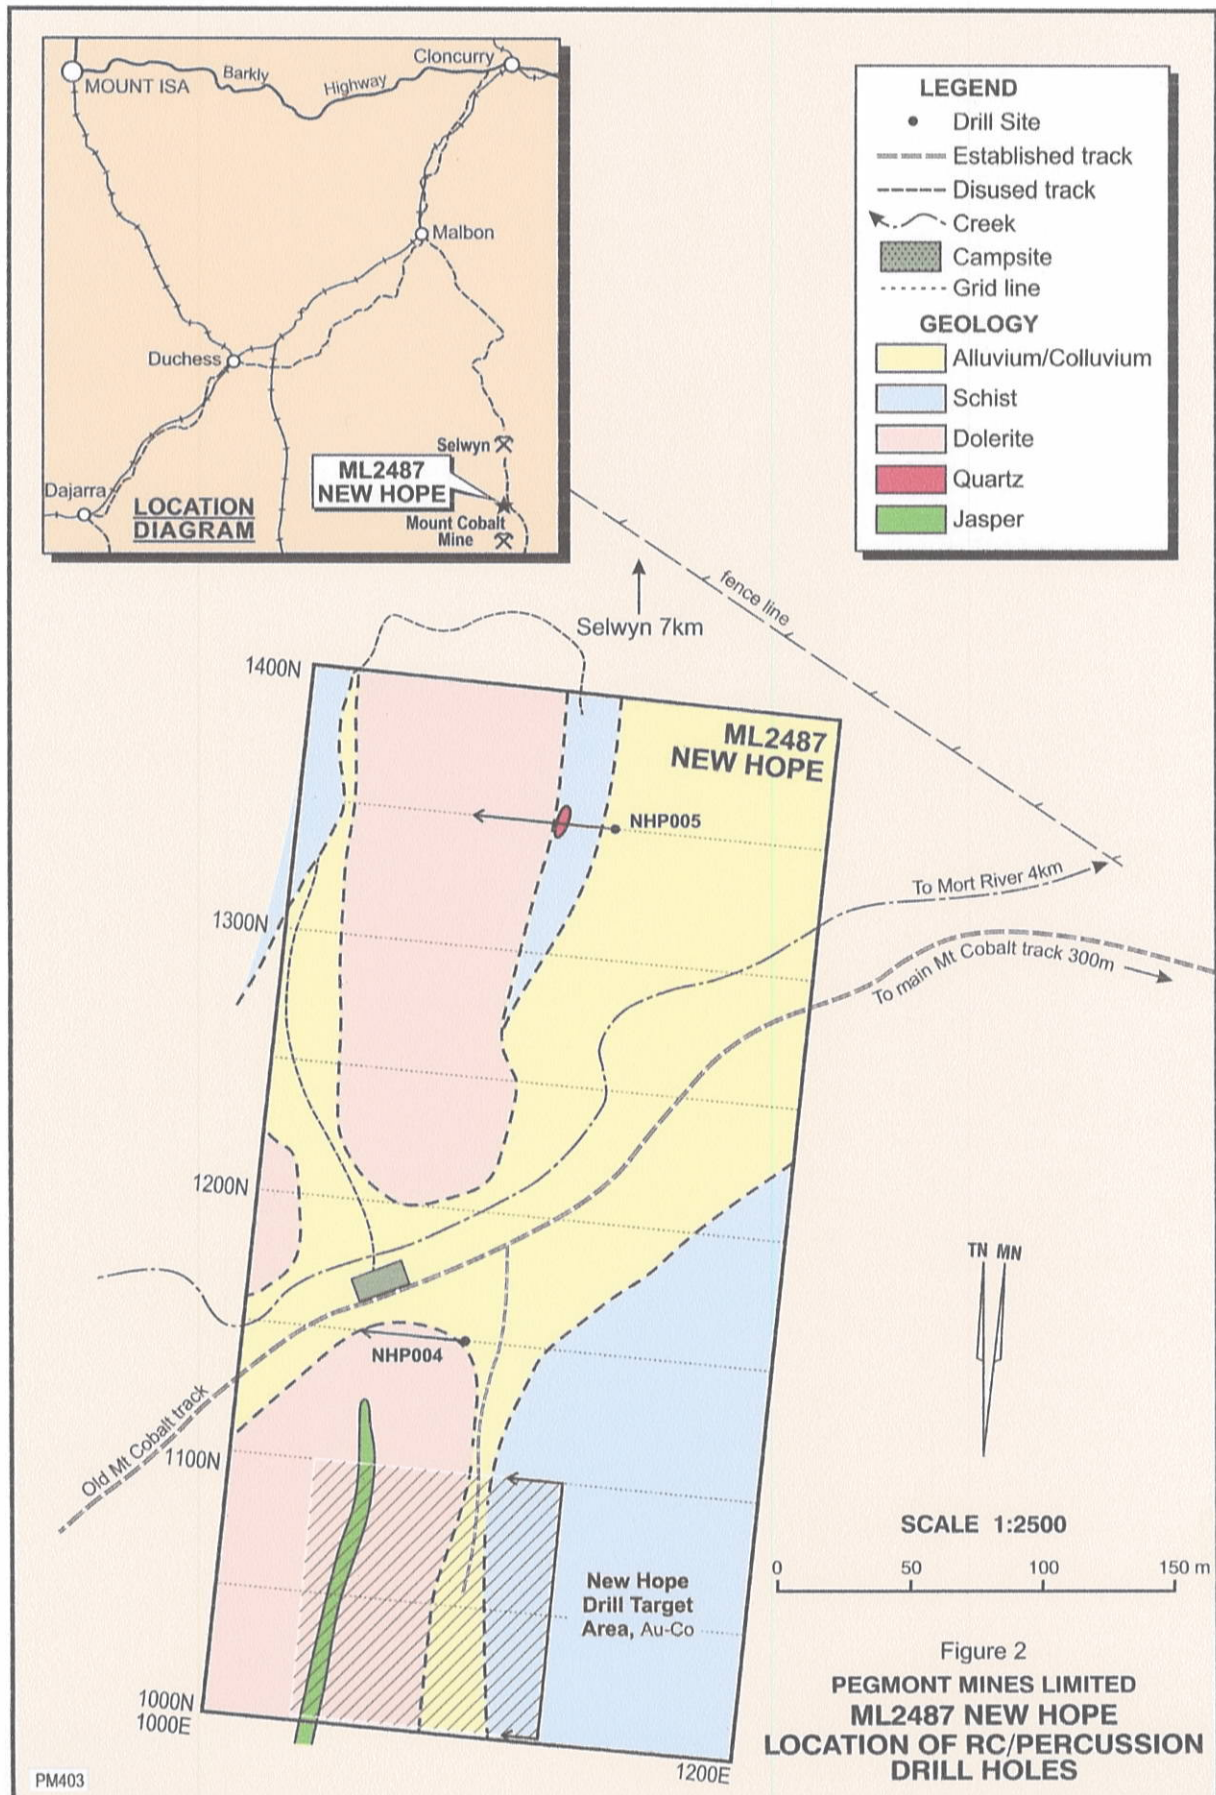 Cloncurry
Barkly
Highway
MOUNT ISA
Malbon
Duchess
Selwyn
ML2487
NEW HOPE
Dajarra
LOCATION
DIAGRAM
Mount Cobalt
Mine
LEGEND
Drill Site
Established track
Disused track
Creek
Campsite
Grid line
GEOLOGY
Alluvium/Colluvium
Schist
Dolerite
Quartz
Jasper
fence line
Selwyn 7km
1400N
ML2487
NEW HOPE
NHP005
To Mort River 4km
1300N
To main Mt Cobalt track 300m
1200N
TN MN
NHP004
Old Mt Cobalt track
1100N
SCALE 1:2500
0 50 100 150 m
New Hope
Drill Target
Area, Au-Co
1000N
1000E
1200E
Figure 2
PEGMONT MINES LIMITED
ML2487 NEW HOPE
LOCATION OF RC/PERCUSSION
DRILL HOLES
PM403